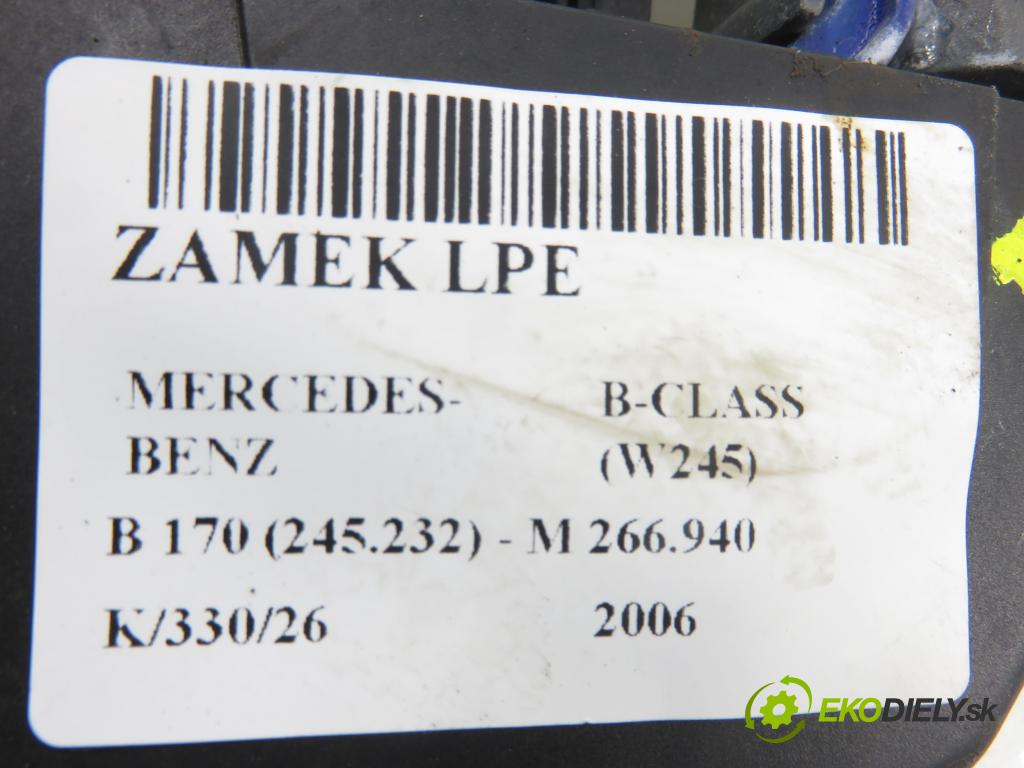 ZAMEK LPE
MERCEDES- B-CLASS
BENZ (W245)
B 170 (245.232) - M 266.940
K/330/26 2006
EKODIELY.sk